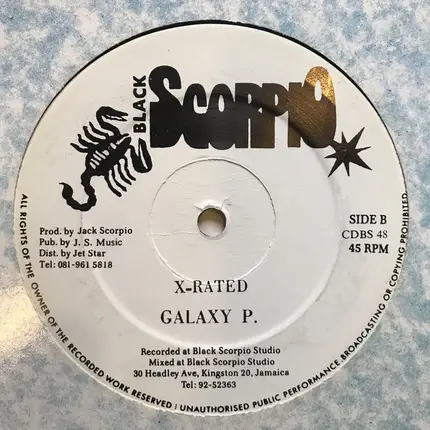 BLACK
SCORPIO
Prod. by Jack Scorpio
Pub. by J. S. Music
Dist. by Jet Star
Tel: 081-961 5818
SIDE B
CDBS 48
45 RPM
X-RATED
GALAXY P.
Recorded at Black Scorpio Studio
Mixed at Black Scorpio Studio
30 Headley Ave, Kingston 20, Jamaica
Tel: 92-52363
ALL RIGHTS OF THE OWNER OF THE RECORDED WORK RESERVED / UNAUTHORISED PUBLIC PERFORMANCE, BROADCASTING OR COPYING PROHIBITED